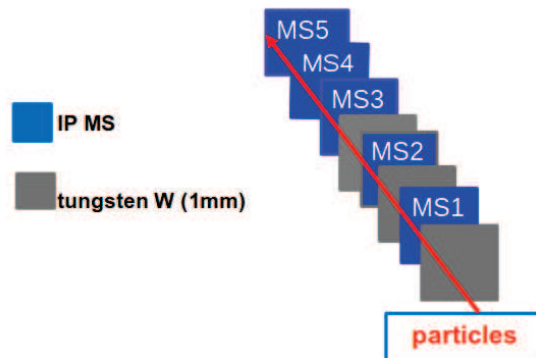 MS5
MS4
MS3
IP MS
MS2
tungsten W (1mm)
MS1
particles